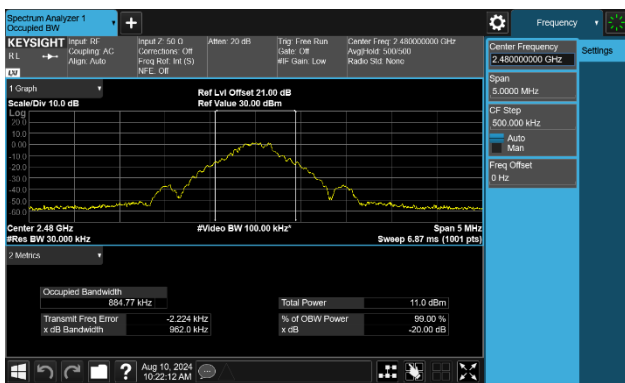 Spectrum Analyzer 1
Occupied BW
+
Frequency
KEYSIGHT
Input: RF
Input Z: 50 Ω
Atten: 20 dB
Trig: Free Run
Center Freq: 2.480000000 GHz
RL
Coupling: AC
Corrections: Off
Gate: Off
Avg|Hold: 500/500
Align: Auto
Freq Ref: Int (S)
#IF Gain: Low
Radio Std: None
NFE: Off
LXI
Center Frequency
2.480000000 GHz
Settings
Span
5.0000 MHz
CF Step
500.000 kHz
Auto
Man
Freq Offset
0 Hz
1 Graph
Ref Lvl Offset 21.00 dB
Scale/Div 10.0 dB
Ref Value 30.00 dBm
Log
20.0
10.0
0.00
-10.0
-20.0
-30.0
-40.0
-50.0
-60.0
Center 2.48 GHz
#Video BW 100.00 kHz*
Span 5 MHz
#Res BW 30.000 kHz
Sweep 6.87 ms (1001 pts)
2 Metrics
Occupied Bandwidth
884.77 kHz
Total Power
11.0 dBm
Transmit Freq Error
-2.224 kHz
% of OBW Power
99.00 %
x dB Bandwidth
962.0 kHz
x dB
-20.00 dB
?
Aug 10, 2024
10:22:12 AM